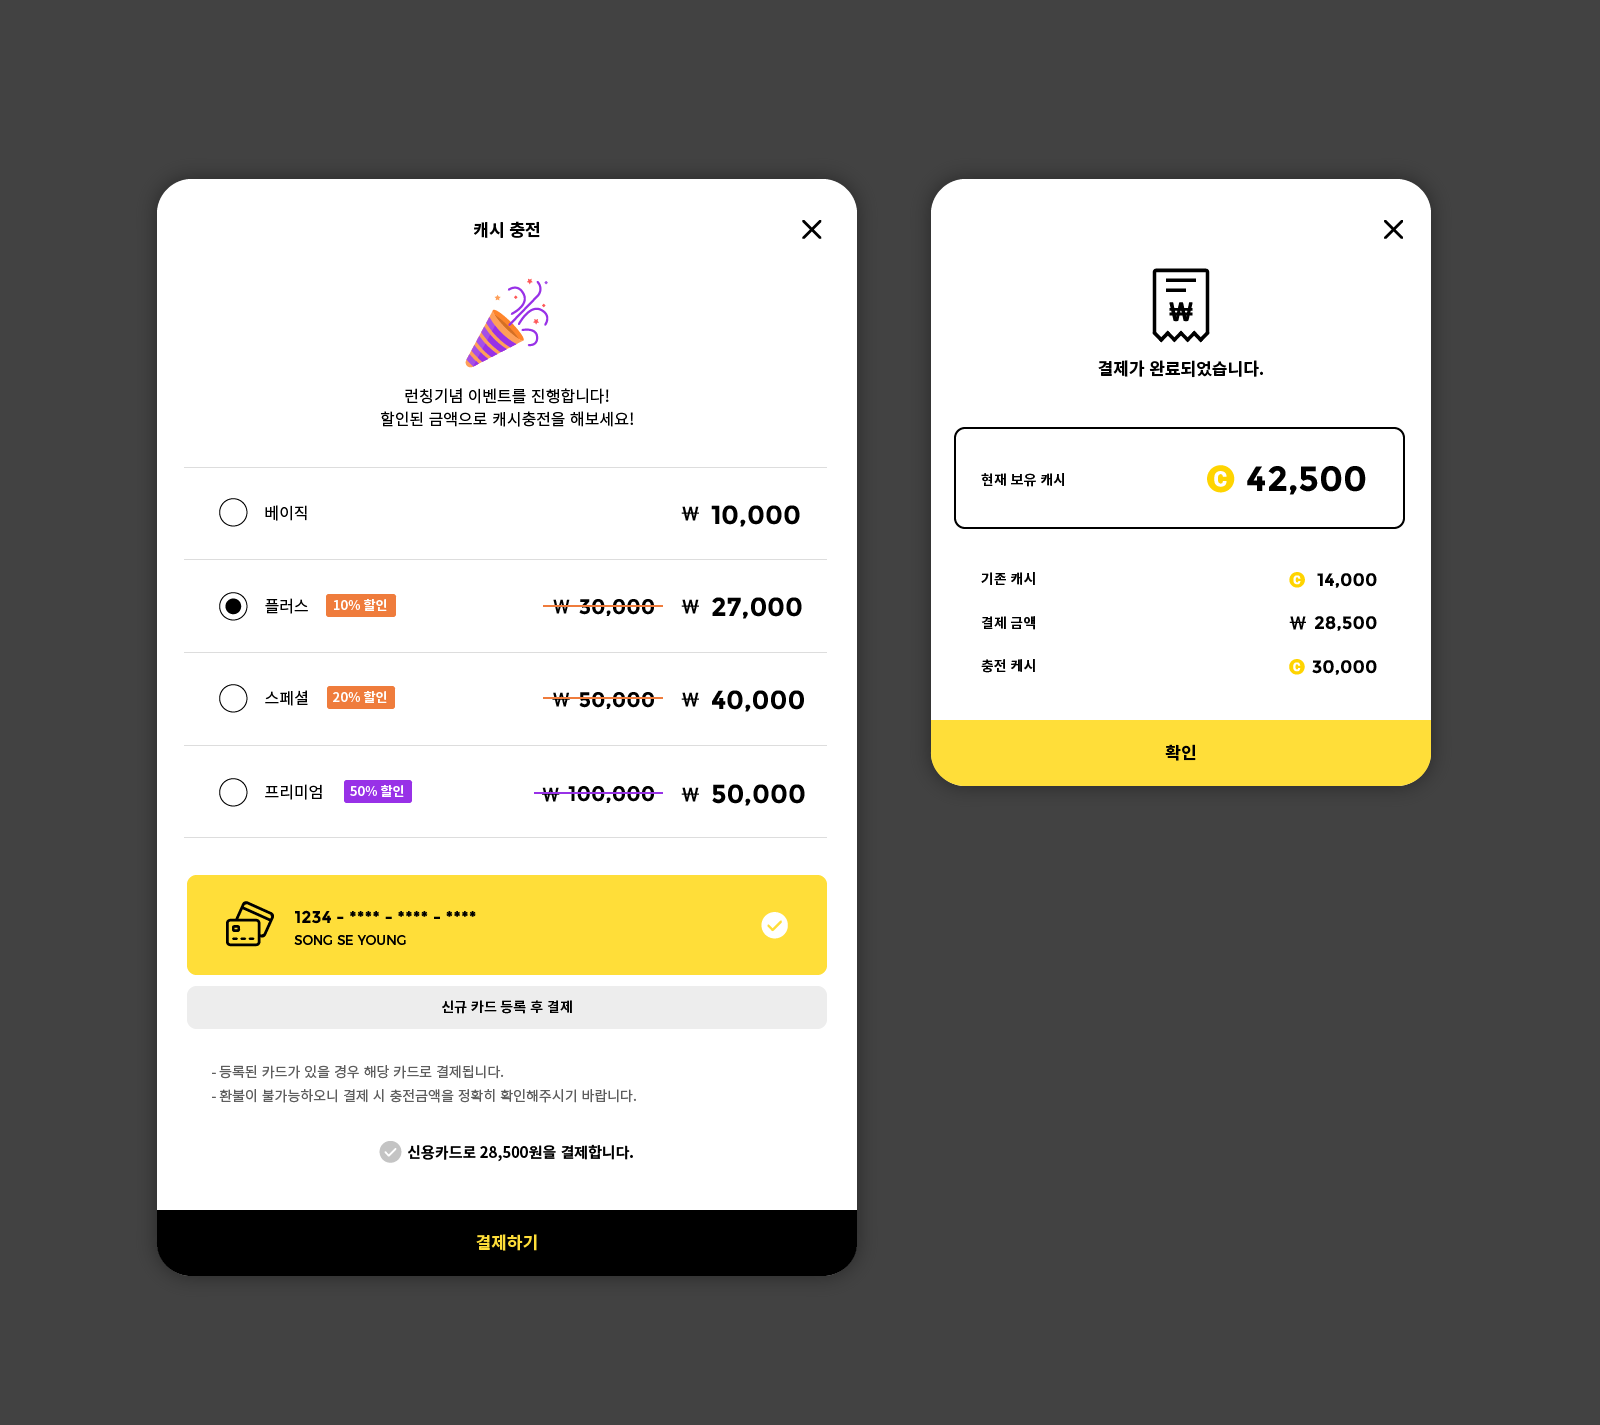 캐시 충전
런칭기념 이벤트를 진행합니다!
할인된 금액으로 캐시충전을 해보세요!
베이직 ₩ 10,000
플러스 10% 할인 ₩ 30,000 ₩ 27,000
스페셜 20% 할인 ₩ 50,000 ₩ 40,000
프리미엄 50% 할인 ₩ 100,000 ₩ 50,000
1234 - **** - **** - ****
SONG SE YOUNG
신규 카드 등록 후 결제
- 등록된 카드가 있을 경우 해당 카드로 결제됩니다.
- 환불이 불가능하오니 결제 시 충전금액을 정확히 확인해주시기 바랍니다.
신용카드로 28,500원을 결제합니다.
결제하기
₩
결제가 완료되었습니다.
현재 보유 캐시 C 42,500
기존 캐시 C 14,000
결제 금액 ₩ 28,500
충전 케시 C 30,000
확인